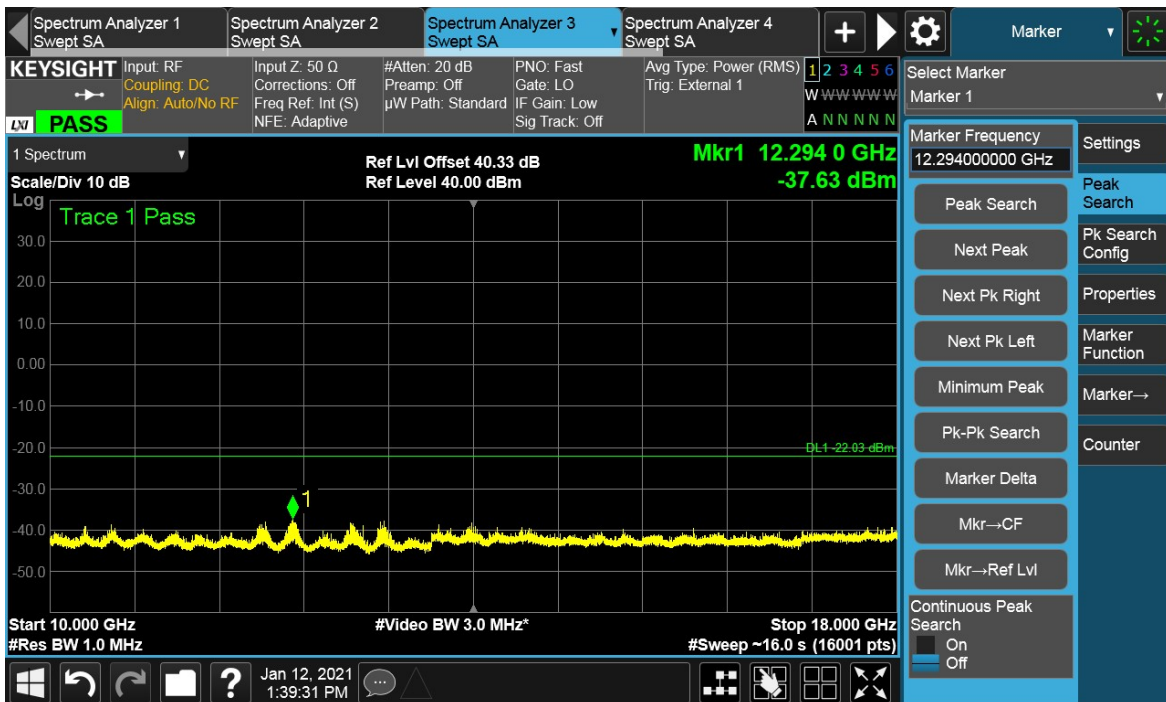 Spectrum Analyzer 1
Swept SA
Spectrum Analyzer 2
Swept SA
Spectrum Analyzer 3
Swept SA
Spectrum Analyzer 4
Swept SA
+
Marker
KEYSIGHT
LXI
PASS
Input: RF
Coupling: DC
Align: Auto/No RF
Input Z: 50 Ω
Corrections: Off
Freq Ref: Int (S)
NFE: Adaptive
#Atten: 20 dB
Preamp: Off
µW Path: Standard
PNO: Fast
Gate: LO
IF Gain: Low
Sig Track: Off
Avg Type: Power (RMS)
Trig: External 1
1 2 3 4 5 6
W W W W W W
A N N N N N
Select Marker
Marker 1
1 Spectrum
Scale/Div 10 dB
Ref Lvl Offset 40.33 dB
Ref Level 40.00 dBm
Mkr1 12.294 0 GHz
-37.63 dBm
Log
Trace 1 Pass
30.0
20.0
10.0
0.00
-10.0
-20.0
-30.0
-40.0
-50.0
DL1 -22.03 dBm
1
Start 10.000 GHz
#Res BW 1.0 MHz
#Video BW 3.0 MHz*
Stop 18.000 GHz
#Sweep ~16.0 s (16001 pts)
Marker Frequency
12.294000000 GHz
Peak Search
Next Peak
Next Pk Right
Next Pk Left
Minimum Peak
Pk-Pk Search
Marker Delta
Mkr→CF
Mkr→Ref Lvl
Continuous Peak
Search
On
Off
Settings
Peak
Search
Pk Search
Config
Properties
Marker
Function
Marker→
Counter
?
Jan 12, 2021
1:39:31 PM